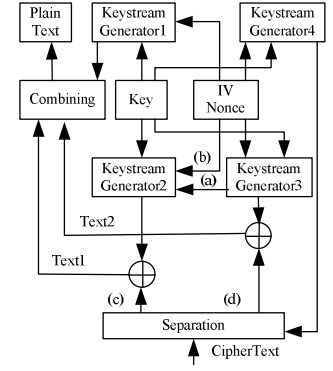 Plain
Text
Keystream
Generator1
Keystream
Generator4
Combining
Key
IV
Nonce
(b)
Keystream
Generator2
(a)
Keystream
Generator3
Text2
Text1
(c)
(d)
Separation
CipherText